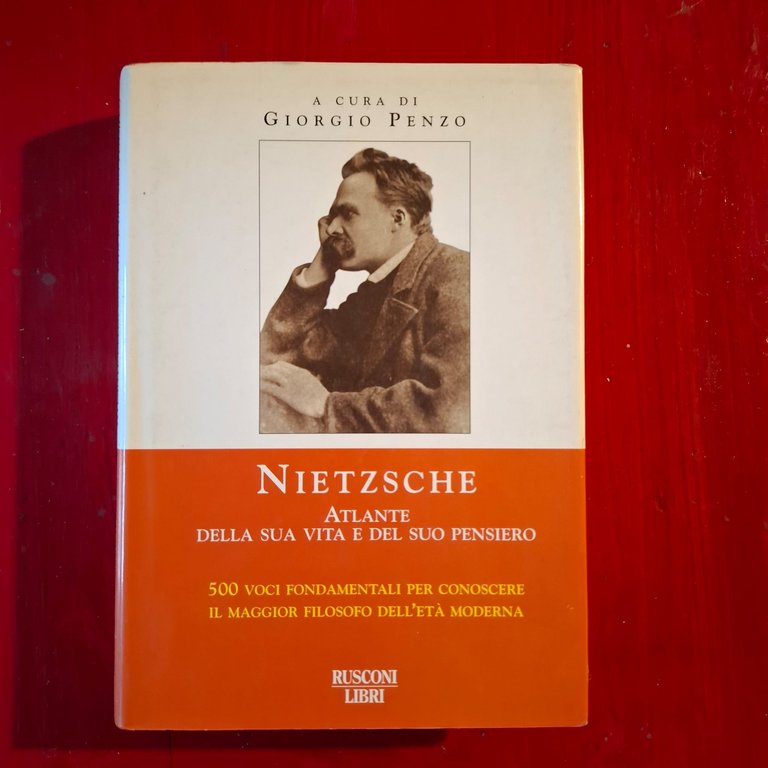 A CURA DI
GIORGIO PENZO
NIETZSCHE
ATLANTE
DELLA SUA VITA E DEL SUO PENSIERO
500 VOCI FONDAMENTALI PER CONOSCERE
IL MAGGIOR FILOSOFO DELL'ETÀ MODERNA
RUSCONI
LIBRI